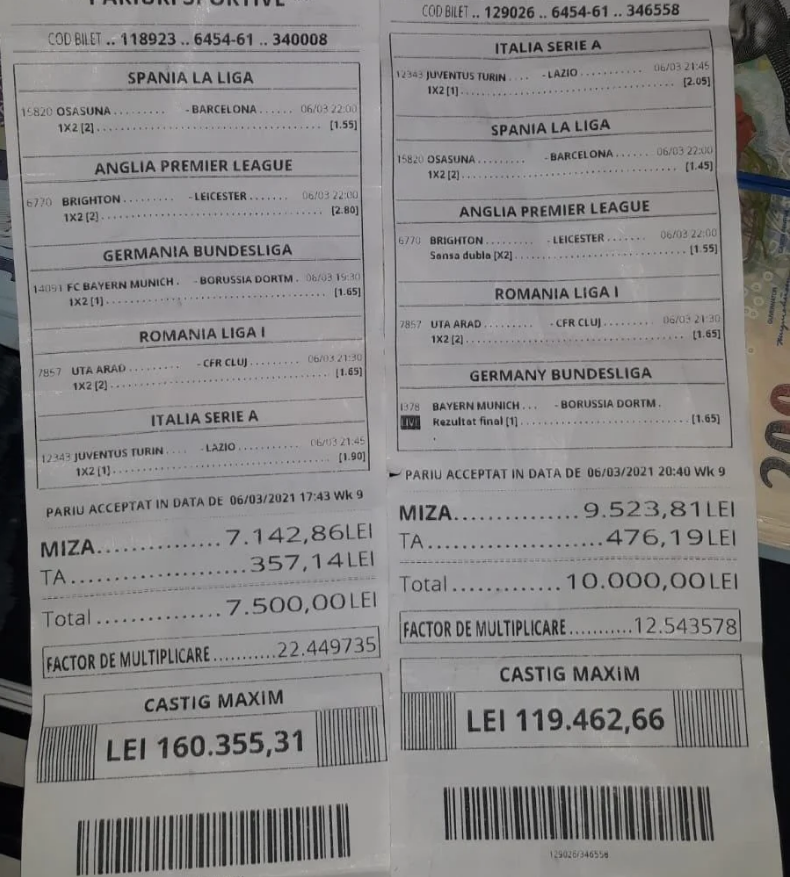 PARIURI SPORTIVE
COD BILET .. 118923 .. 6454-61 .. 340008
SPANIA LA LIGA
15820 OSASUNA ......... - BARCELONA ...... 06/03 22:00
1X2 [2] .................................... [1.55]
ANGLIA PREMIER LEAGUE
6770 BRIGHTON ......... - LEICESTER ....... 06/03 22:00
1X2 [2] .................................... [2.80]
GERMANIA BUNDESLIGA
14091 FC BAYERN MUNICH . - BORUSSIA DORTM . 06/03 19:30
1X2 [1] .................................... [1.65]
ROMANIA LIGA I
7857 UTA ARAD ......... - CFR CLUJ ......... 06/03 21:30
1X2 [2] .................................... [1.65]
ITALIA SERIE A
12343 JUVENTUS TURIN .... - LAZIO .......... 06/03 21:45
1X2 [1] .................................... [1.90]
PARIU ACCEPTAT IN DATA DE 06/03/2021 17:43 Wk 9
MIZA ................ 7.142,86LEI
TA .................. 357,14LEI
Total ............... 7.500,00LEI
FACTOR DE MULTIPLICARE .......... 22.449735
CASTIG MAXIM
LEI 160.355,31
COD BILET .. 129026 .. 6454-61 .. 346558
ITALIA SERIE A
12343 JUVENTUS TURIN .... - LAZIO .......... 06/03 21:45
1X2 [1] .................................... [2.05]
SPANIA LA LIGA
15820 OSASUNA ......... - BARCELONA ...... 06/03 22:00
1X2 [2] .................................... [1.45]
ANGLIA PREMIER LEAGUE
6770 BRIGHTON ......... - LEICESTER ....... 06/03 22:00
Sansa dubla [X2] ........................... [1.55]
ROMANIA LIGA I
7857 UTA ARAD ......... - CFR CLUJ ......... 06/03 21:30
1X2 [2] .................................... [1.65]
GERMANY BUNDESLIGA
1378 BAYERN MUNICH ... - BORUSSIA DORTM .
LIVE Rezultat final [1] .................... [1.65]
PARIU ACCEPTAT IN DATA DE 06/03/2021 20:40 Wk 9
MIZA ................ 9.523,81LEI
TA .................. 476,19LEI
Total ............... 10.000,00LEI
FACTOR DE MULTIPLICARE .......... 12.543578
CASTIG MAXIM
LEI 119.462,66
129026/346558
200